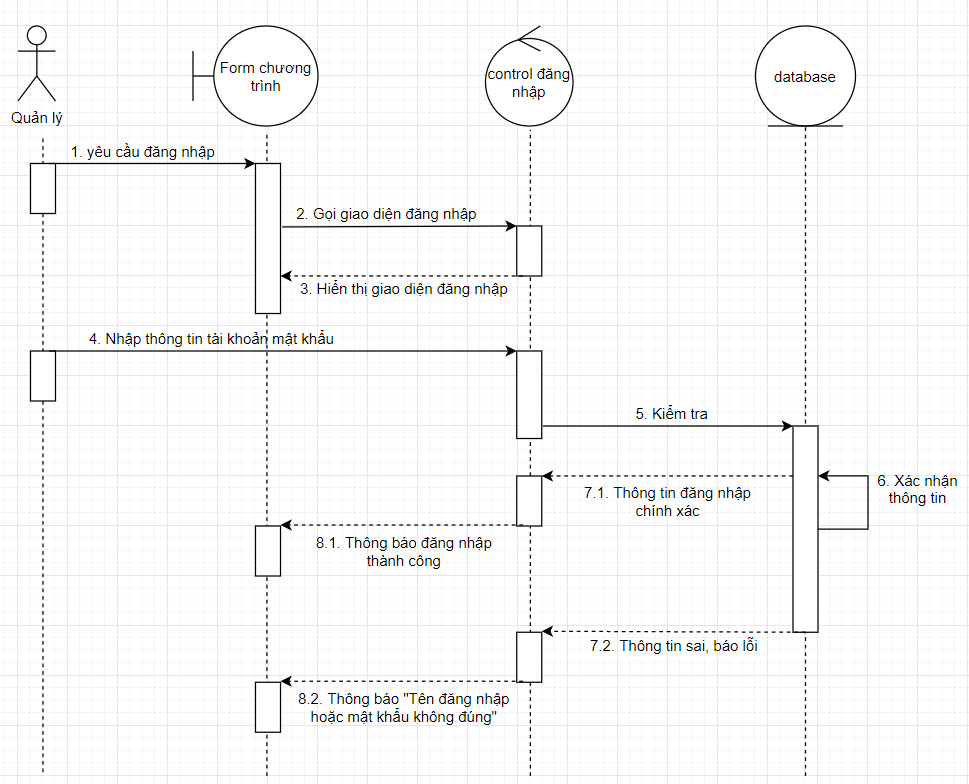 Form chương
trình
control đăng
nhập
database
Quản lý
1. yêu cầu đăng nhập
2. Gọi giao diện đăng nhập
3. Hiển thị giao diện đăng nhập
4. Nhập thông tin tài khoản mật khẩu
5. Kiểm tra
6. Xác nhận
thông tin
7.1. Thông tin đăng nhập
chính xác
8.1. Thông báo đăng nhập
thành công
7.2. Thông tin sai, báo lỗi
8.2. Thông báo "Tên đăng nhập
hoặc mật khẩu không đúng"